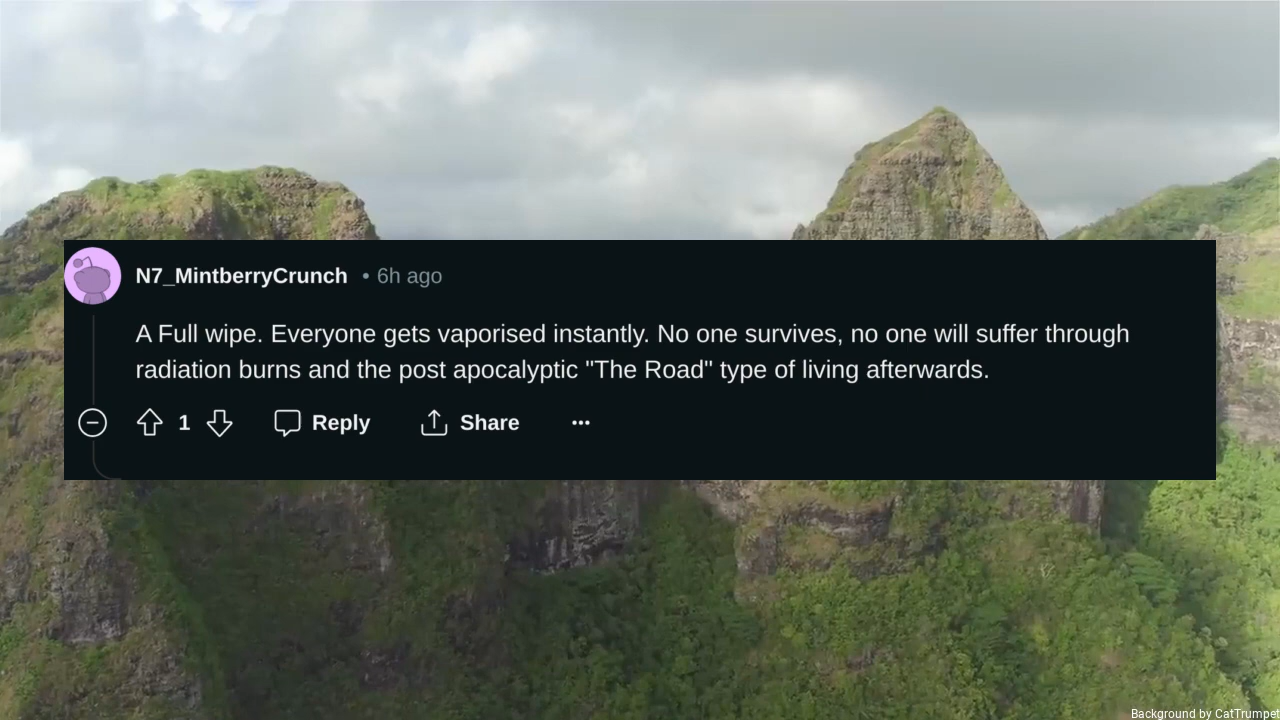 N7_MintberryCrunch • 6h ago
A Full wipe. Everyone gets vaporised instantly. No one survives, no one will suffer through
radiation burns and the post apocalyptic "The Road" type of living afterwards.
1 Reply Share ···
Background by CatTrumpet